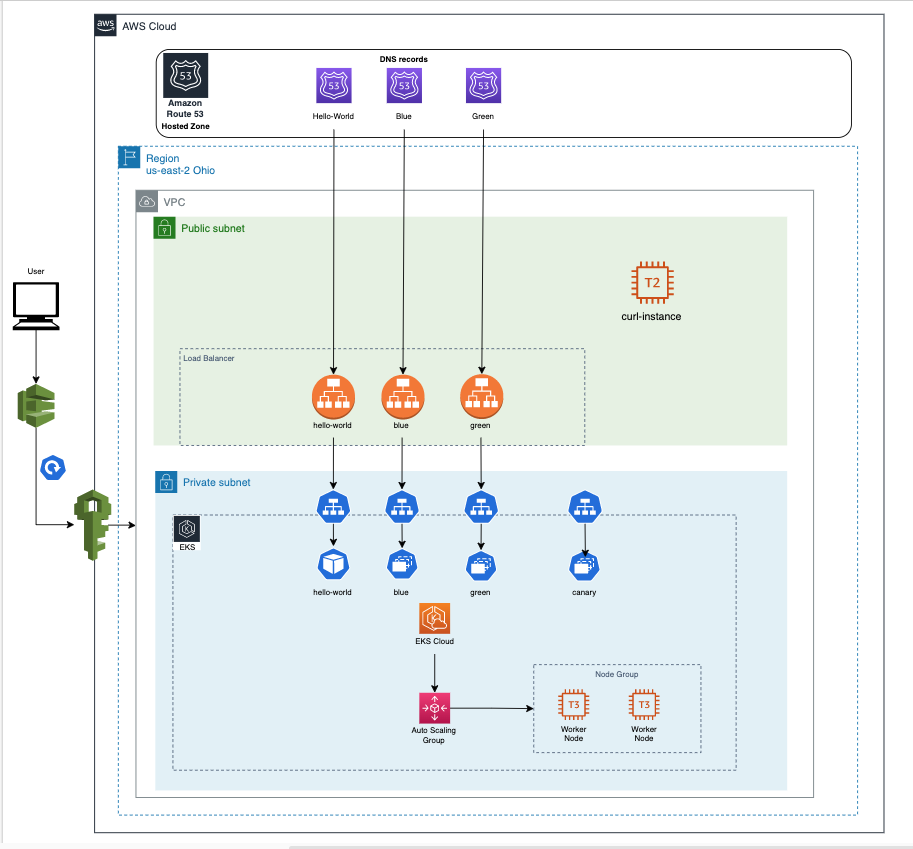 aws
AWS Cloud
53
Amazon
Route 53
Hosted Zone
DNS records
53
53
53
Hello-World
Blue
Green
Region
us-east-2 Ohio
VPC
Public subnet
User
T2
curl-instance
Load Balancer
hello-world
blue
green
Private subnet
K
EKS
hello-world
blue
green
canary
K
EKS Cloud
Node Group
T3
T3
Auto Scaling
Group
Worker
Node
Worker
Node